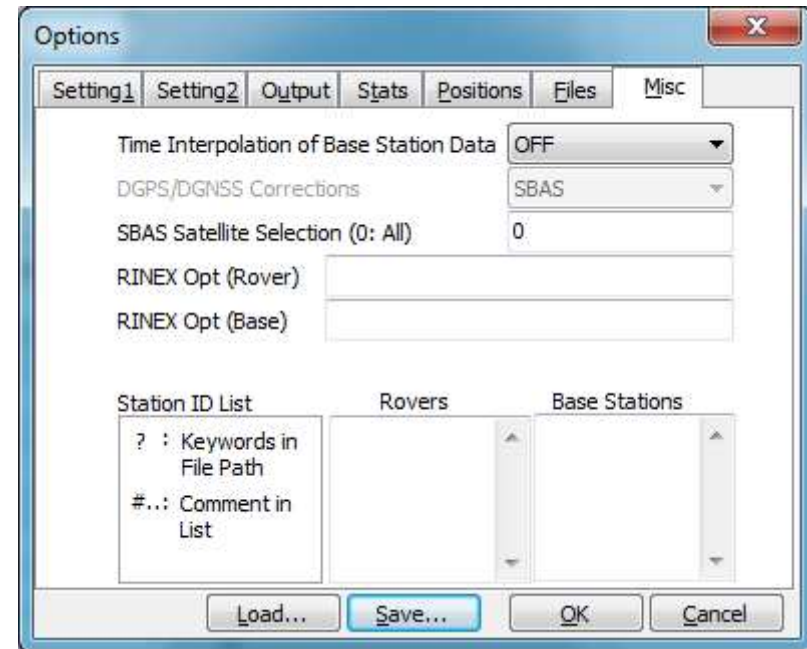 Options
Setting1 Setting2 Output Stats Positions Files Misc
Time Interpolation of Base Station Data OFF
DGPS/DGNSS Corrections SBAS
SBAS Satellite Selection (0: All) 0
RINEX Opt (Rover)
RINEX Opt (Base)
Station ID List Rovers Base Stations
? : Keywords in
File Path
#..: Comment in
List
Load... Save... OK Cancel